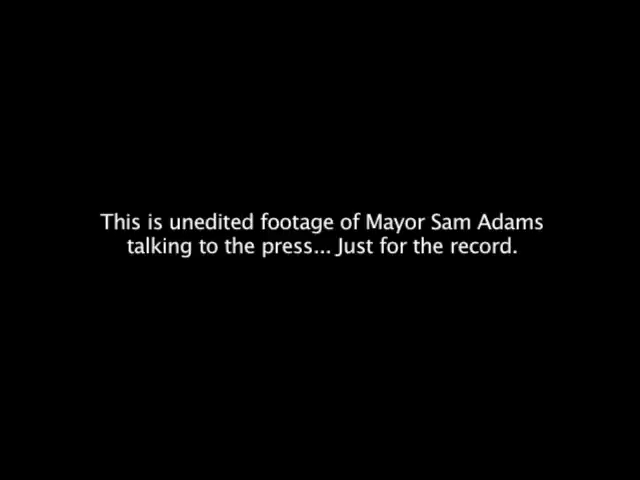 This is unedited footage of Mayor Sam Adams
talking to the press... Just for the record.